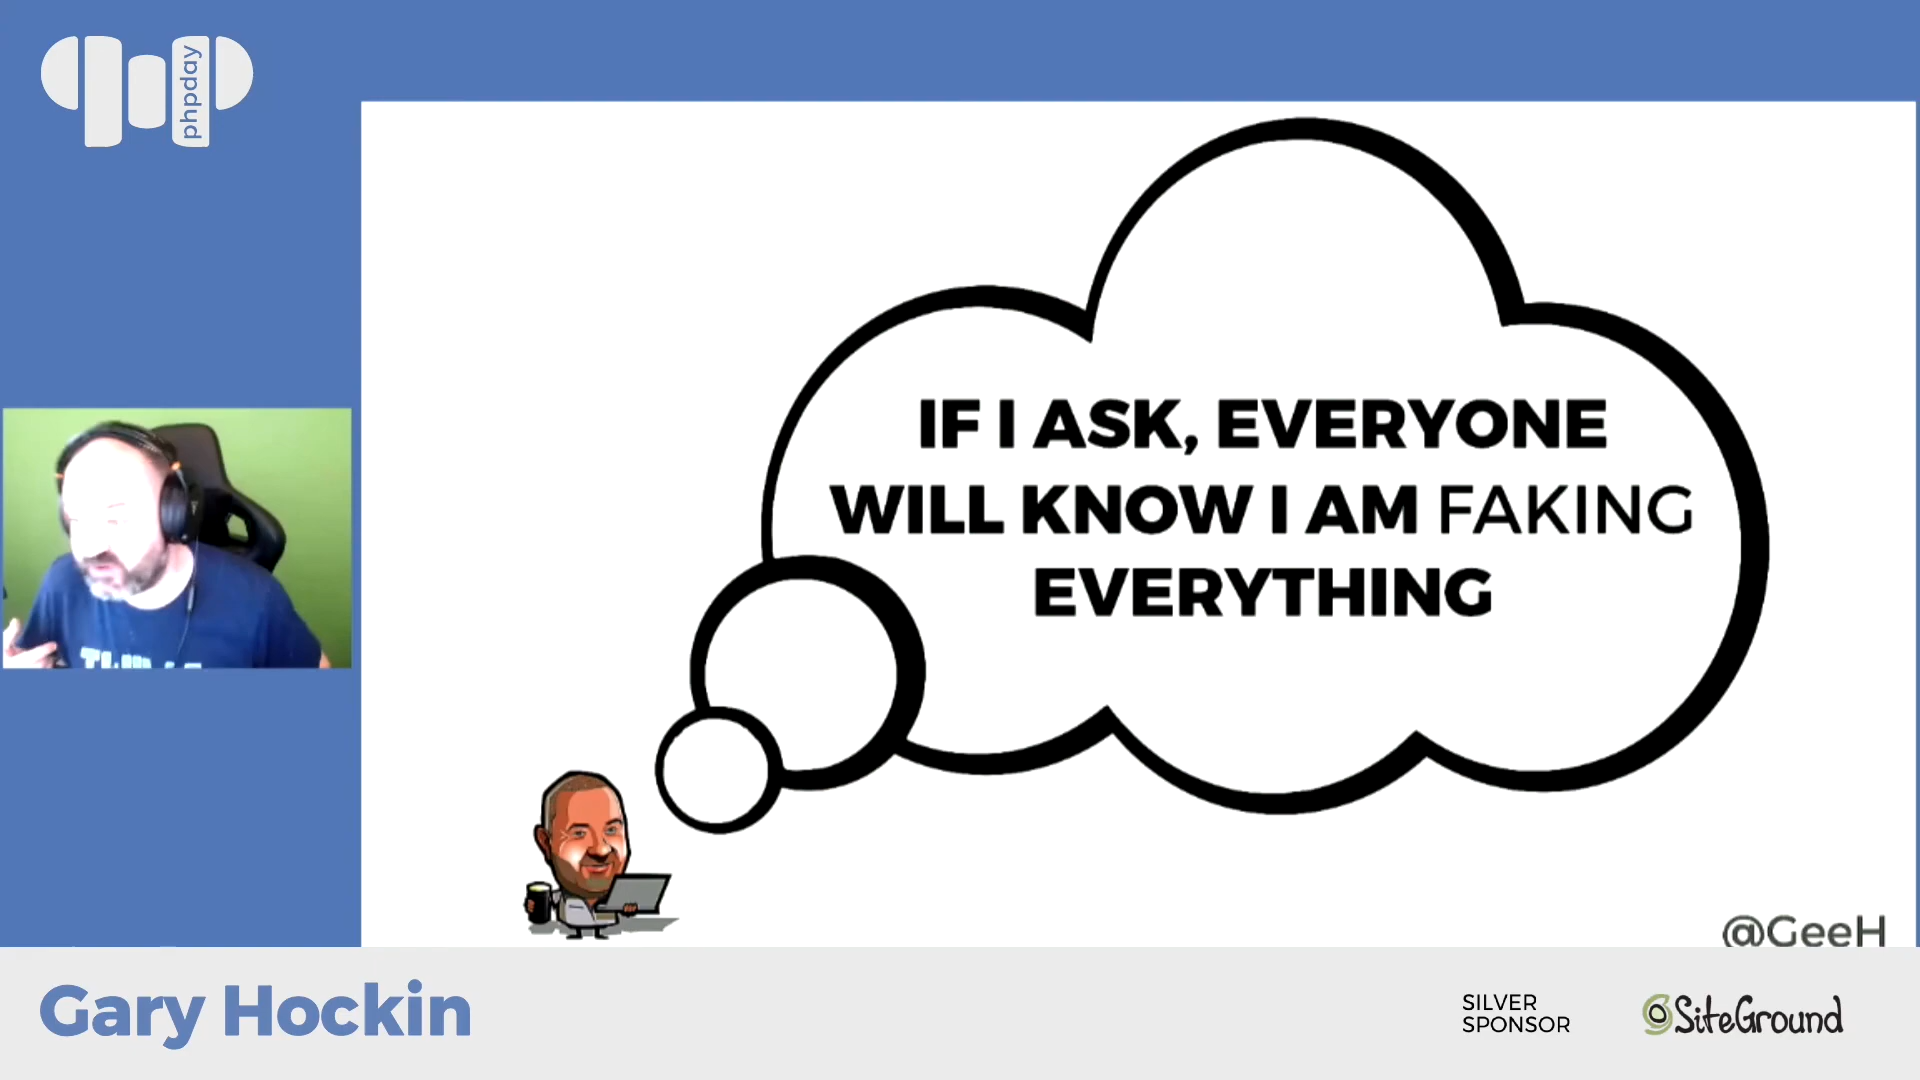 phpday
IF I ASK, EVERYONE
WILL KNOW I AM FAKING
EVERYTHING
@GeeH
Gary Hockin
SILVER
SPONSOR
SiteGround